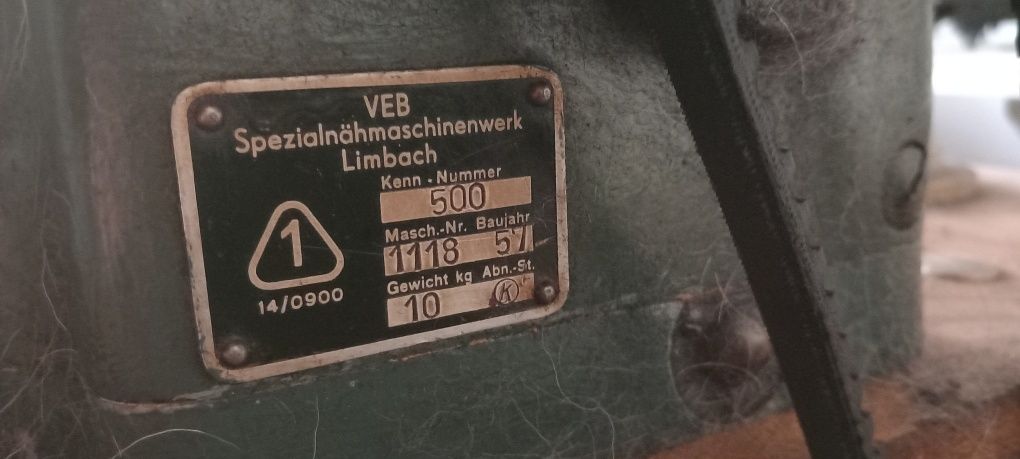 VEB
Spezialnähmaschinenwerk
Limbach
Kenn.-Nummer
500
Masch.-Nr. Baujahr
1118 57
Gewicht kg Abn.-St.
10 K
1
14/0900